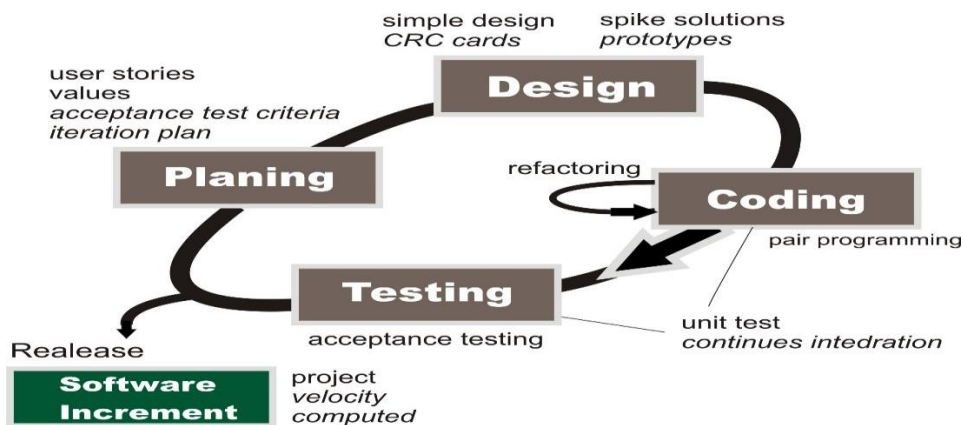 simple design
CRC cards
spike solutions
prototypes
Design
user stories
values
acceptance test criteria
iteration plan
Planing
refactoring
Coding
pair programming
Testing
acceptance testing
unit test
continues intedration
Realease
Software
Increment
project
velocity
computed